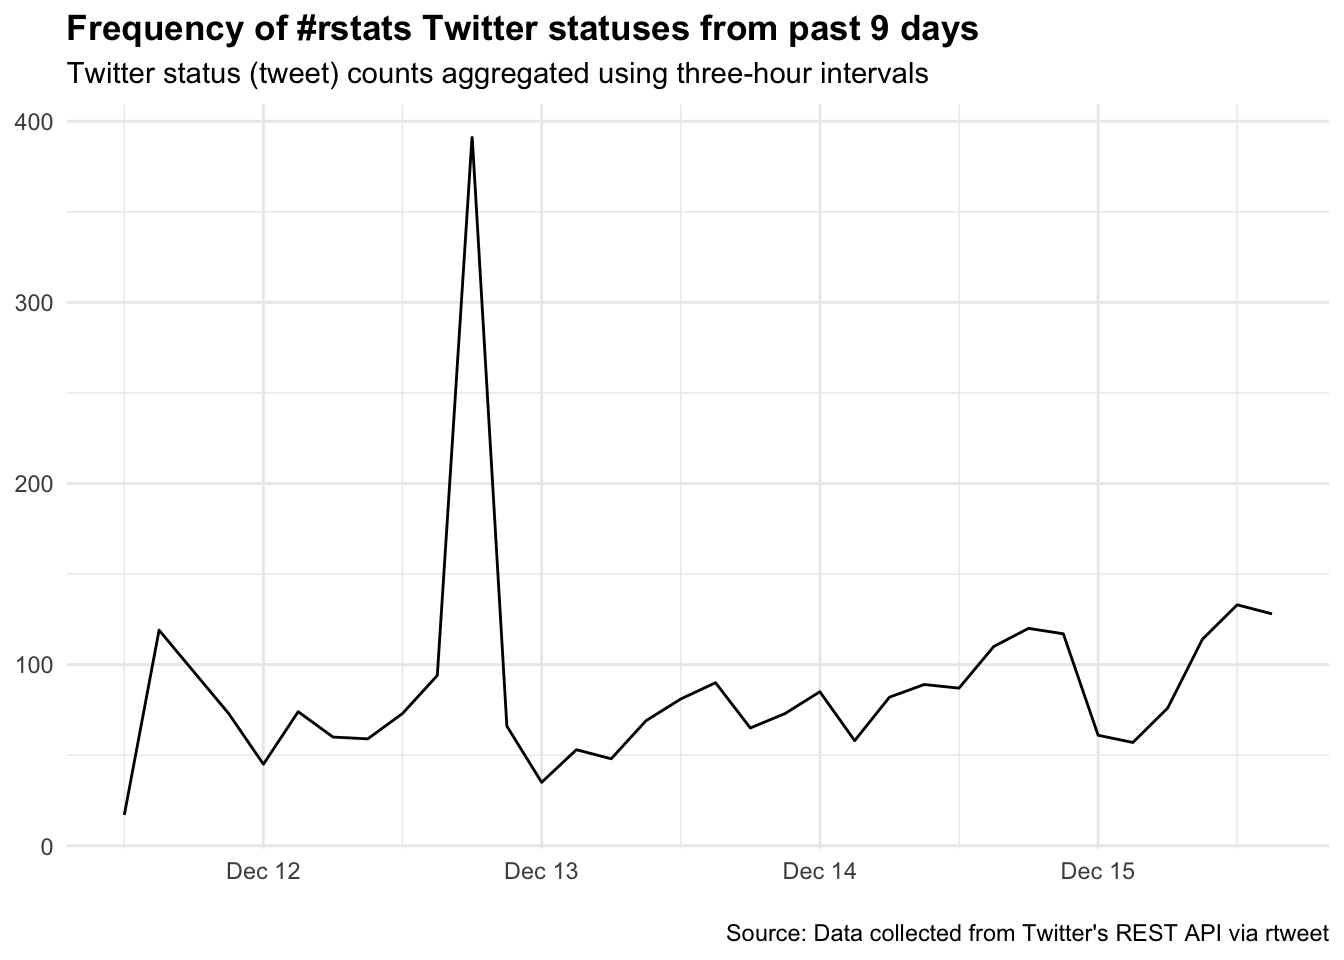 Frequency of #rstats Twitter statuses from past 9 days
Twitter status (tweet) counts aggregated using three-hour intervals
400
300
200
100
0
Dec 12 Dec 13 Dec 14 Dec 15
Source: Data collected from Twitter's REST API via rtweet